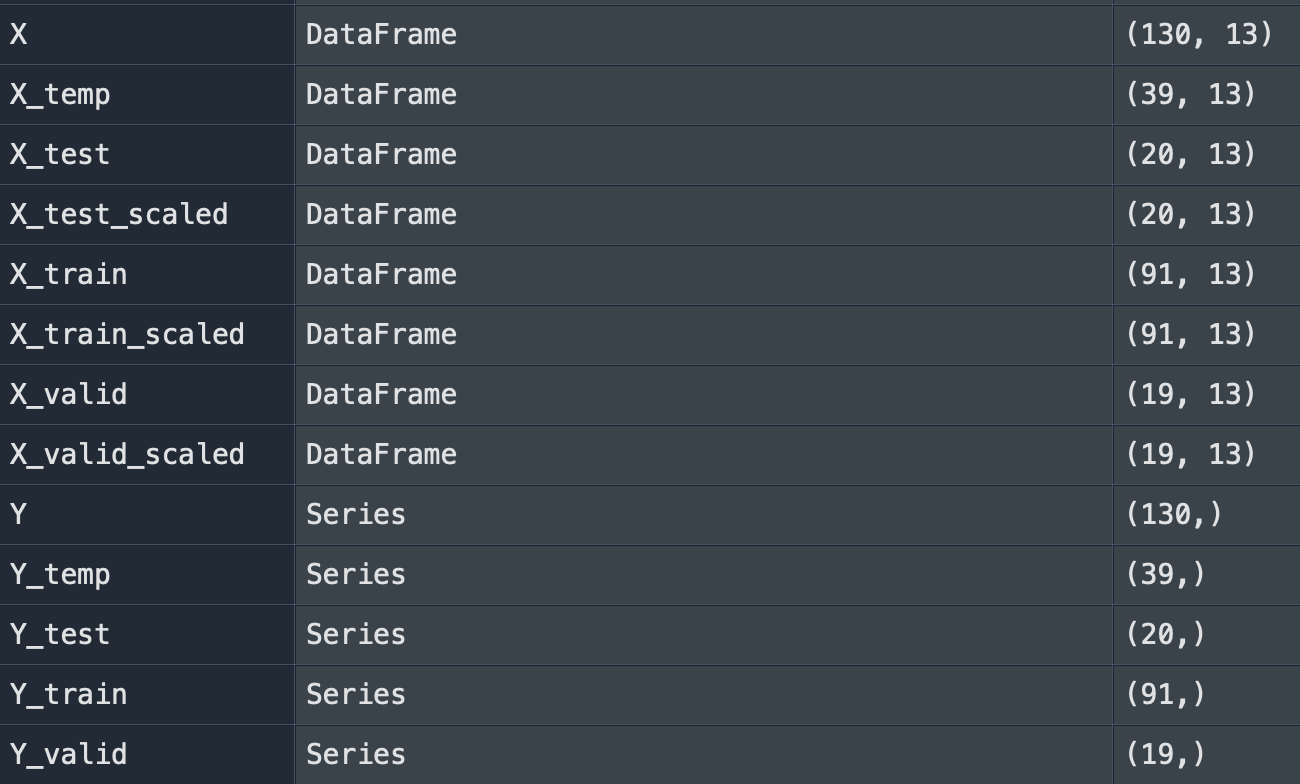 X DataFrame (130, 13)
X_temp DataFrame (39, 13)
X_test DataFrame (20, 13)
X_test_scaled DataFrame (20, 13)
X_train DataFrame (91, 13)
X_train_scaled DataFrame (91, 13)
X_valid DataFrame (19, 13)
X_valid_scaled DataFrame (19, 13)
Y Series (130,)
Y_temp Series (39,)
Y_test Series (20,)
Y_train Series (91,)
Y_valid Series (19,)